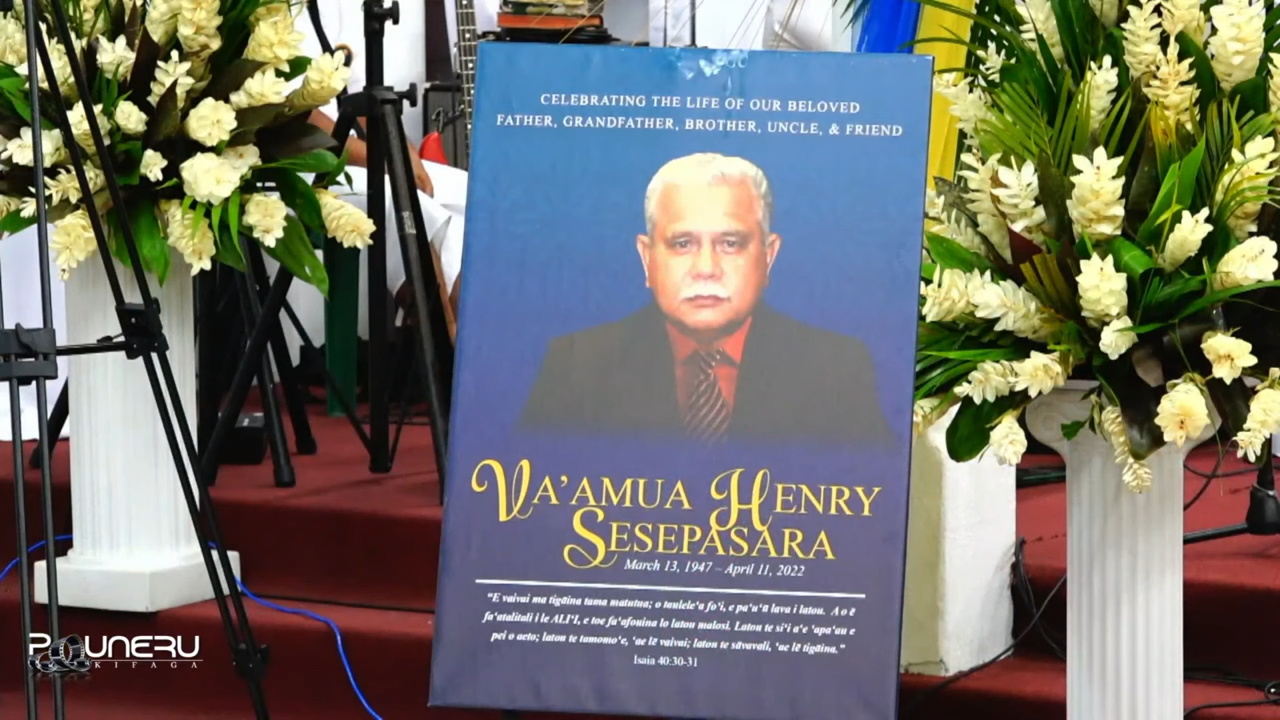 CELEBRATING THE LIFE OF OUR BELOVED
FATHER, GRANDFATHER, BROTHER, UNCLE, & FRIEND
VA'AMUA HENRY
SESEPASARA
March 13, 1947 – April 11, 2022
"E vaivai ma tigāina tama matutua; o taulele'a fo'i, e pa'u'ū lava i latou. A o ē
fa'atalitali i le ALI'I, e toe fa'afouina lo latou malosi. Latou te si'i a'e 'apa'au e
pei o aeto; latou te tamomo'e, 'ae lē vaivai; latou te sāvavali, 'ae lē tigāina."
Isaia 40:30-31
POUNERU
KIFAGA